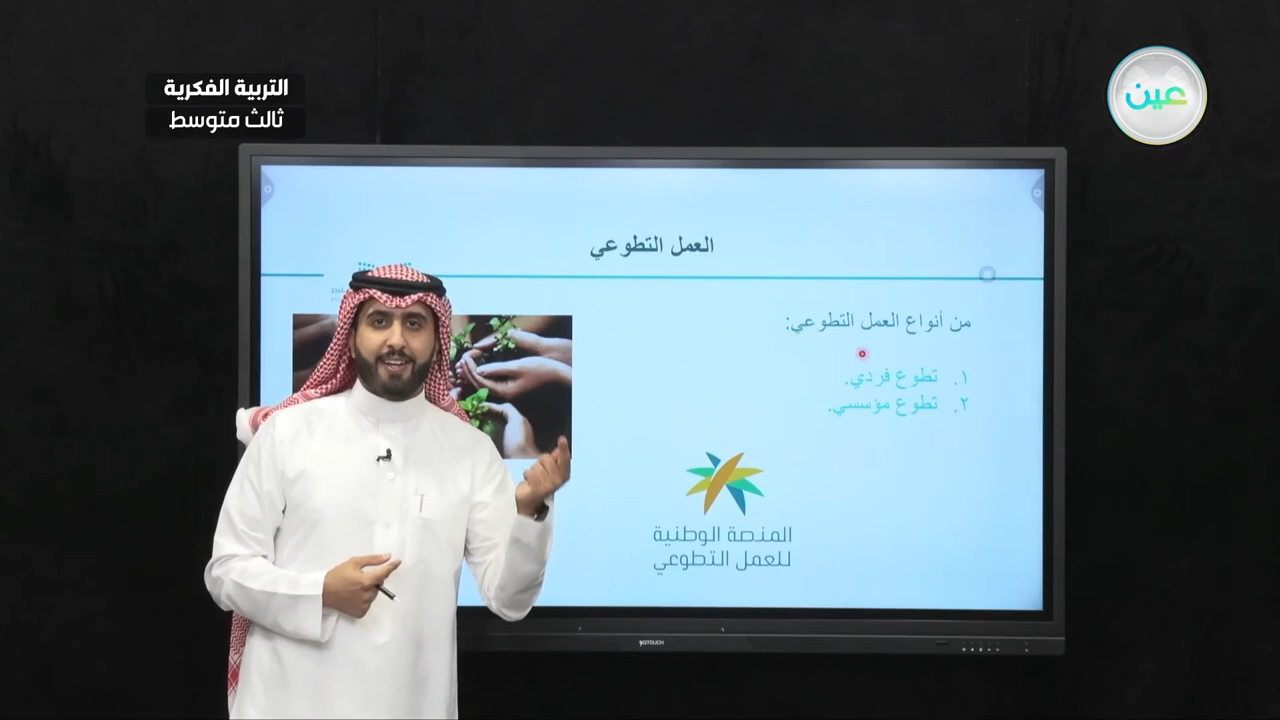 التربية الفكرية
ثالث متوسط
عين
العمل التطوعي
من أنواع العمل التطوعي:
١. تطوع فردي.
٢. تطوع مؤسسي.
المنصة الوطنية
للعمل التطوعي